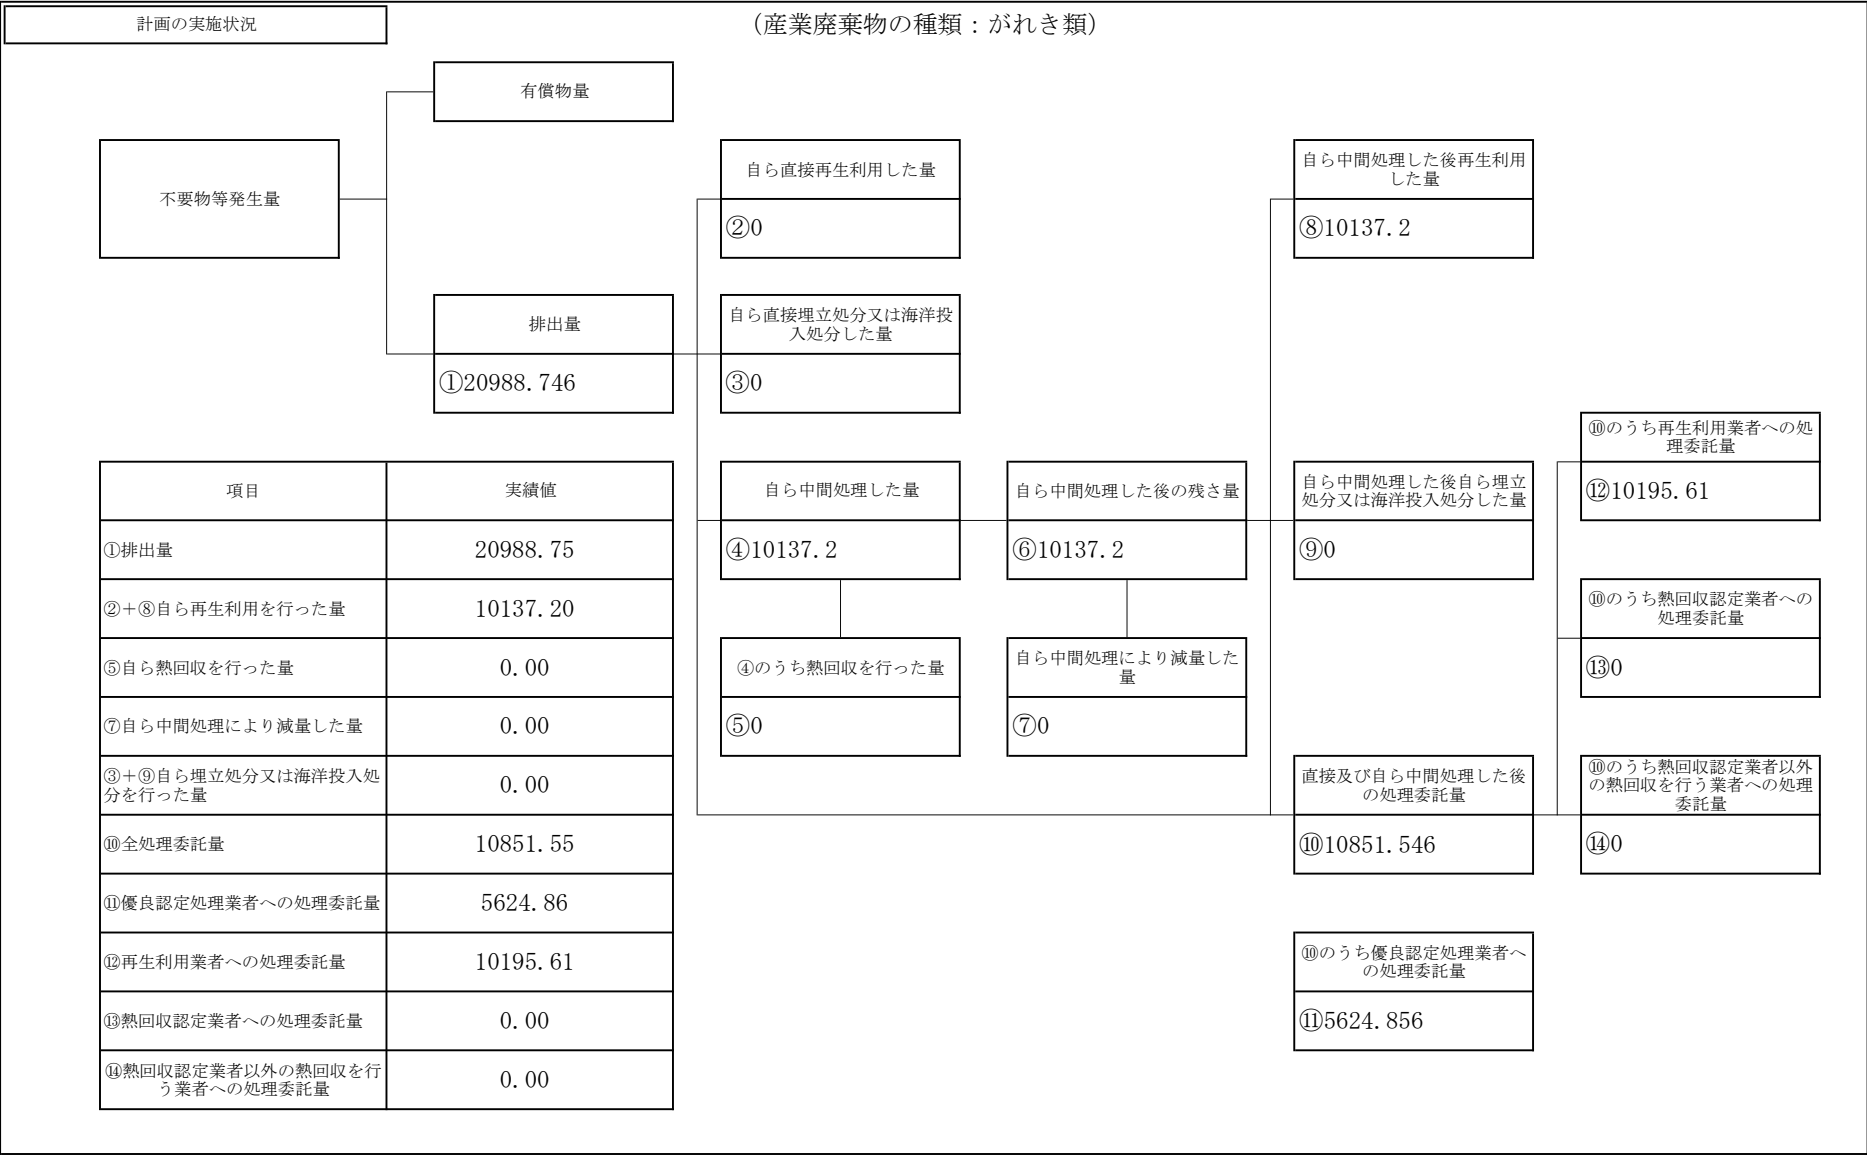 計画の実施状況
（産業廃棄物の種類：がれき類）
有償物量
不要物等発生量
排出量
①20988.746
自ら直接再生利用した量
②0
自ら直接埋立処分又は海洋投
入処分した量
③0
自ら中間処理した後再生利用
した量
⑧10137.2
自ら中間処理した量
④10137.2
④のうち熱回収を行った量
⑤0
自ら中間処理した後の残さ量
⑥10137.2
自ら中間処理により減量した
量
⑦0
自ら中間処理した後自ら埋立
処分又は海洋投入処分した量
⑨0
直接及び自ら中間処理した後
の処理委託量
⑩10851.546
⑩のうち優良認定処理業者へ
の処理委託量
⑪5624.856
⑩のうち再生利用業者への処
理委託量
⑫10195.61
⑩のうち熱回収認定業者への
処理委託量
⑬0
⑩のうち熱回収認定業者以外
の熱回収を行う業者への処理
委託量
⑭0
項目 実績値
①排出量 20988.75
②＋⑧自ら再生利用を行った量 10137.20
⑤自ら熱回収を行った量 0.00
⑦自ら中間処理により減量した量 0.00
③＋⑨自ら埋立処分又は海洋投入処
分を行った量 0.00
⑩全処理委託量 10851.55
⑪優良認定処理業者への処理委託量 5624.86
⑫再生利用業者への処理委託量 10195.61
⑬熱回収認定業者への処理委託量 0.00
⑭熱回収認定業者以外の熱回収を行
う業者への処理委託量 0.00